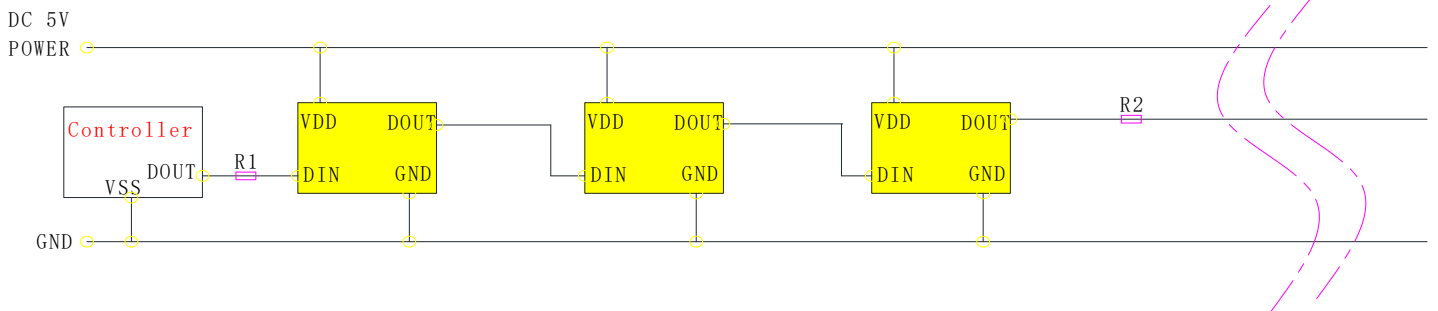 DC 5V
POWER
Controller
DOUT
VSS
R1
VDD
DOUT
DIN
GND
VDD
DOUT
DIN
GND
VDD
DOUT
DIN
GND
R2
GND